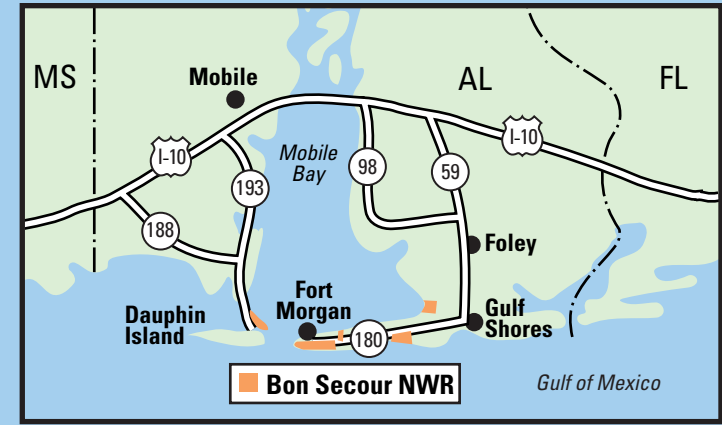 MS
Mobile
AL
FL
I-10
I-10
Mobile
Bay
98
59
193
188
Foley
Fort
Morgan
Dauphin
Island
Gulf
Shores
180
Bon Secour NWR
Gulf of Mexico